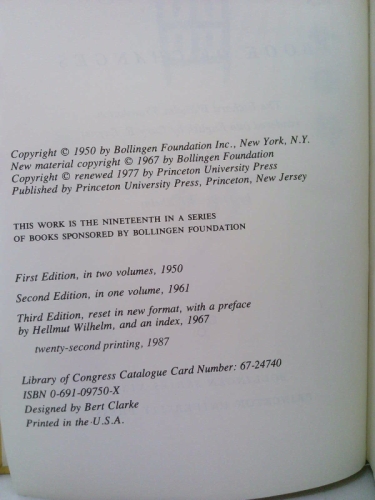 Copyright © 1950 by Bollingen Foundation Inc., New York, N.Y.
New material copyright © 1967 by Bollingen Foundation
Copyright © renewed 1977 by Princeton University Press
Published by Princeton University Press, Princeton, New Jersey
THIS WORK IS THE NINETEENTH IN A SERIES
OF BOOKS SPONSORED BY BOLLINGEN FOUNDATION
First Edition, in two volumes, 1950
Second Edition, in one volume, 1961
Third Edition, reset in new format, with a preface
by Hellmut Wilhelm, and an index, 1967
twenty-second printing, 1987
Library of Congress Catalogue Card Number: 67-24740
ISBN 0-691-09750-X
Designed by Bert Clarke
Printed in the U.S.A.